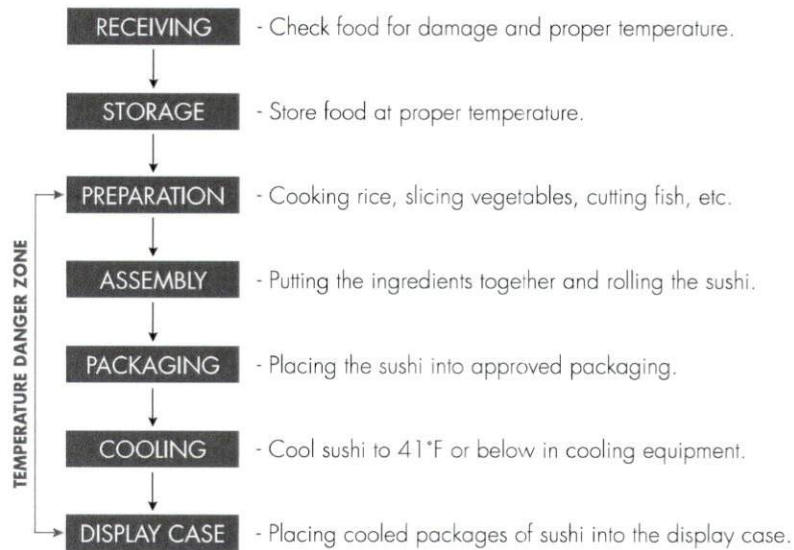 RECEIVING - Check food for damage and proper temperature.
STORAGE - Store food at proper temperature.
PREPARATION - Cooking rice, slicing vegetables, cutting fish, etc.
ASSEMBLY - Putting the ingredients together and rolling the sushi.
PACKAGING - Placing the sushi into approved packaging.
COOLING - Cool sushi to 41°F or below in cooling equipment.
DISPLAY CASE - Placing cooled packages of sushi into the display case.
TEMPERATURE DANGER ZONE